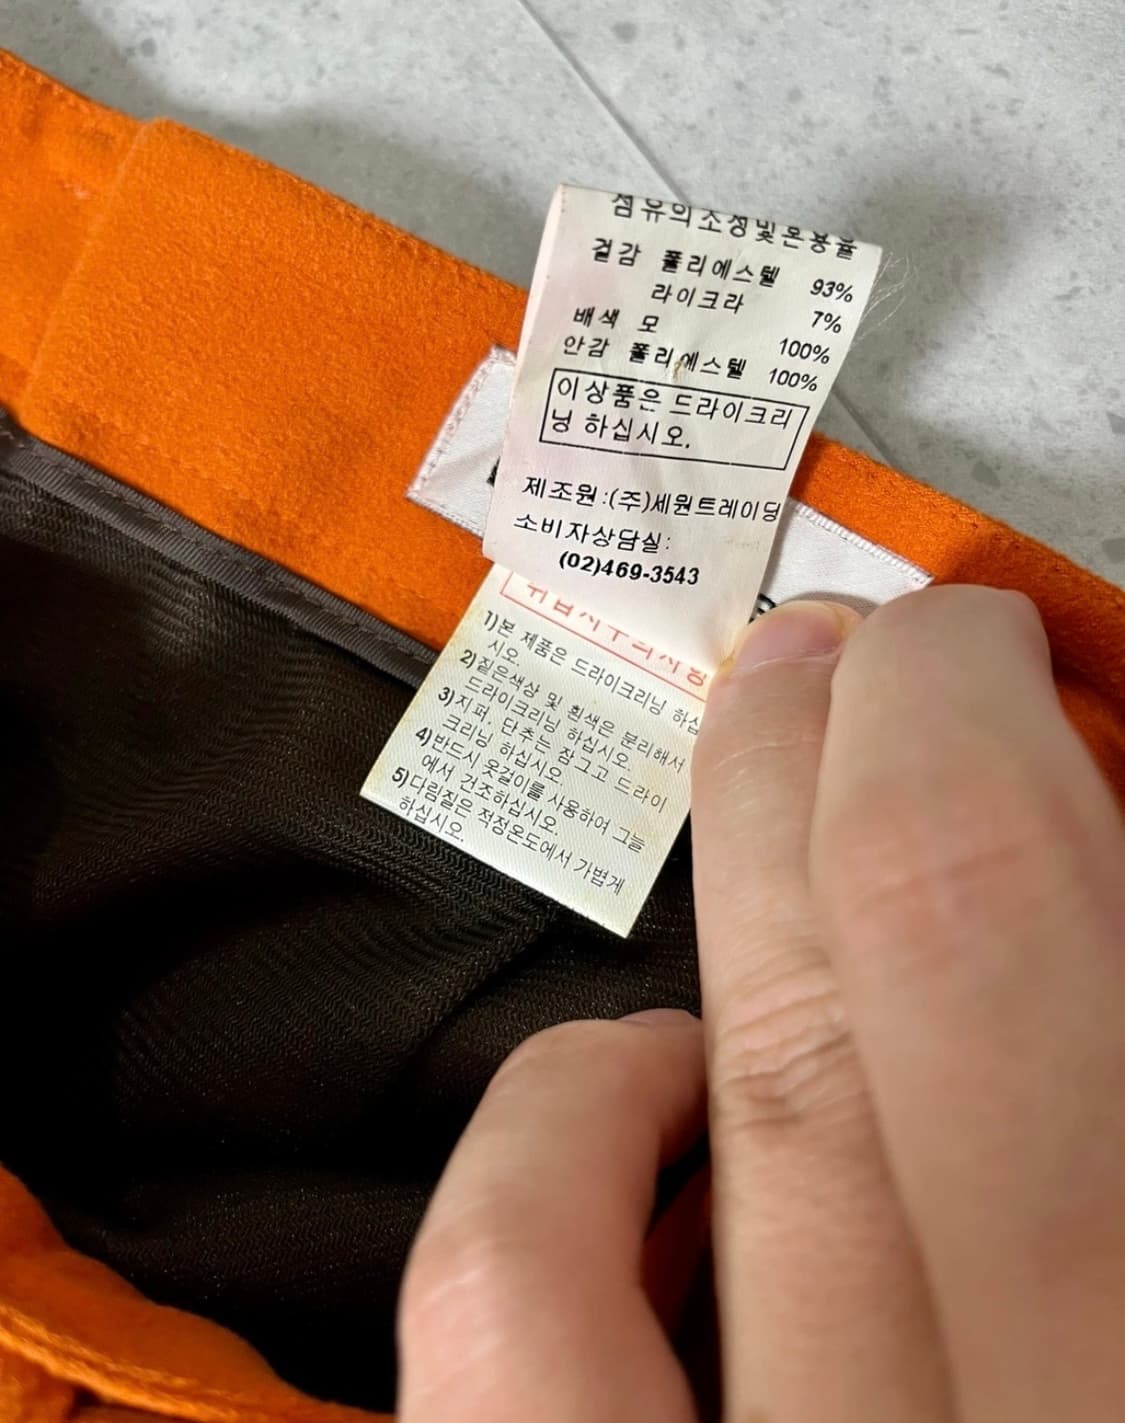 섬유의조성및혼용율
겉감 폴리에스텔 93%
라이크라 7%
배색 모 100%
안감 폴리에스텔 100%
이상품은 드라이크리
닝 하십시오.
제조원:(주)세원트레이딩
소비자상담실:
(02)469-3543
취급시주의사항
1)본 제품은 드라이크리닝 하십
시오.
2)짙은색상 및 흰색은 분리해서
드라이크리닝 하십시오.
3)지퍼, 단추는 잠그고 드라이
크리닝 하십시오.
4)반드시 옷걸이를 사용하여 그늘
에서 건조하십시오.
5)다림질은 적정온도에서 가볍게
하십시오.